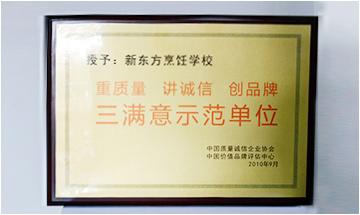 授予：新东方烹饪学校
重质量 讲诚信 创品牌
三满意示范单位
中国质量诚信企业协会
中国价值品牌评估中心
2010年9月